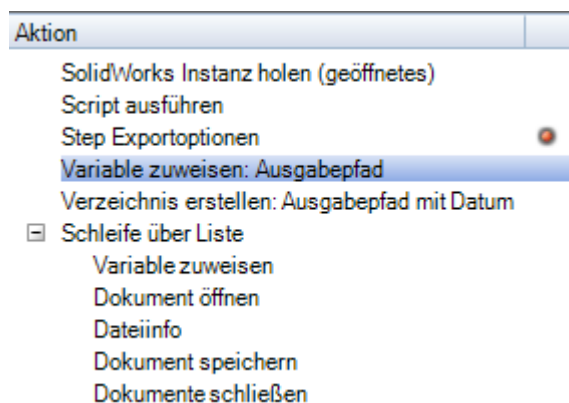 Aktion
SolidWorks Instanz holen (geöffnetes)
Script ausführen
Step Exportoptionen
Variable zuweisen: Ausgabepfad
Verzeichnis erstellen: Ausgabepfad mit Datum
Schleife über Liste
Variable zuweisen
Dokument öffnen
Dateiinfo
Dokument speichern
Dokumente schließen